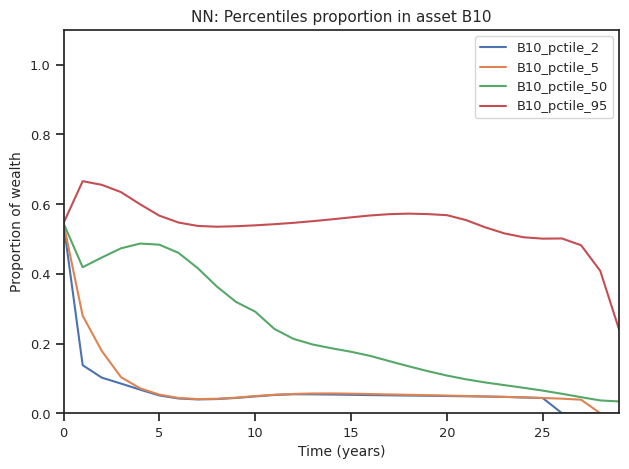 NN: Percentiles proportion in asset B10
B10_pctile_2
B10_pctile_5
B10_pctile_50
B10_pctile_95
Proportion of wealth
1.0
0.8
0.6
0.4
0.2
0.0
0 5 10 15 20 25
Time (years)